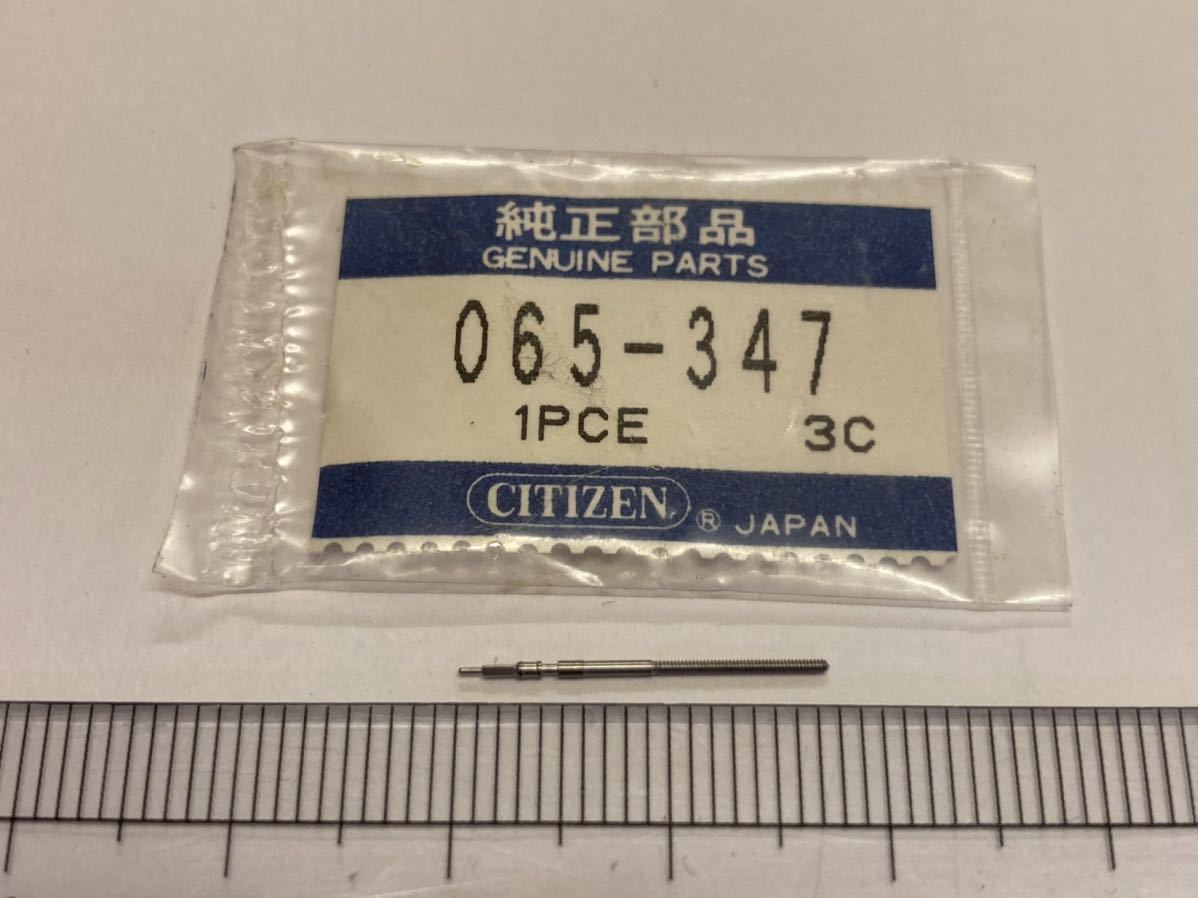 純正部品
GENUINE PARTS
065-347
1PCE 3C
CITIZEN ® JAPAN